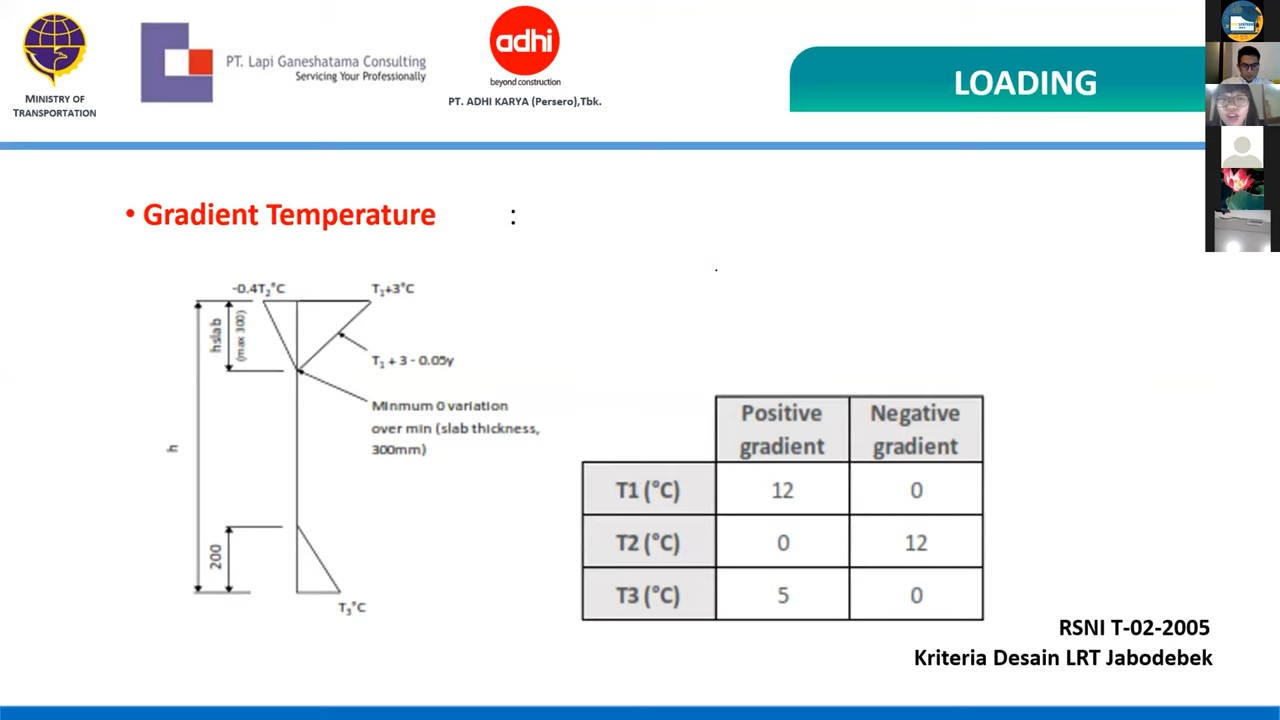 MINISTRY OF
TRANSPORTATION
PT. Lapi Ganeshatama Consulting
Servicing Your Professionally
adhi
beyond construction
PT. ADHI KARYA (Persero),Tbk.
LOADING
• Gradient Temperature :
-0.4T₂°C
T₁+3°C
hslab
(max 300)
T₁ + 3 - 0.05y
Minmum 0 variation
over min (slab thickness,
300mm)
h
200
T₃°C
Positive gradient Negative gradient
T1 (°C) 12 0
T2 (°C) 0 12
T3 (°C) 5 0
RSNI T-02-2005
Kriteria Desain LRT Jabodebek